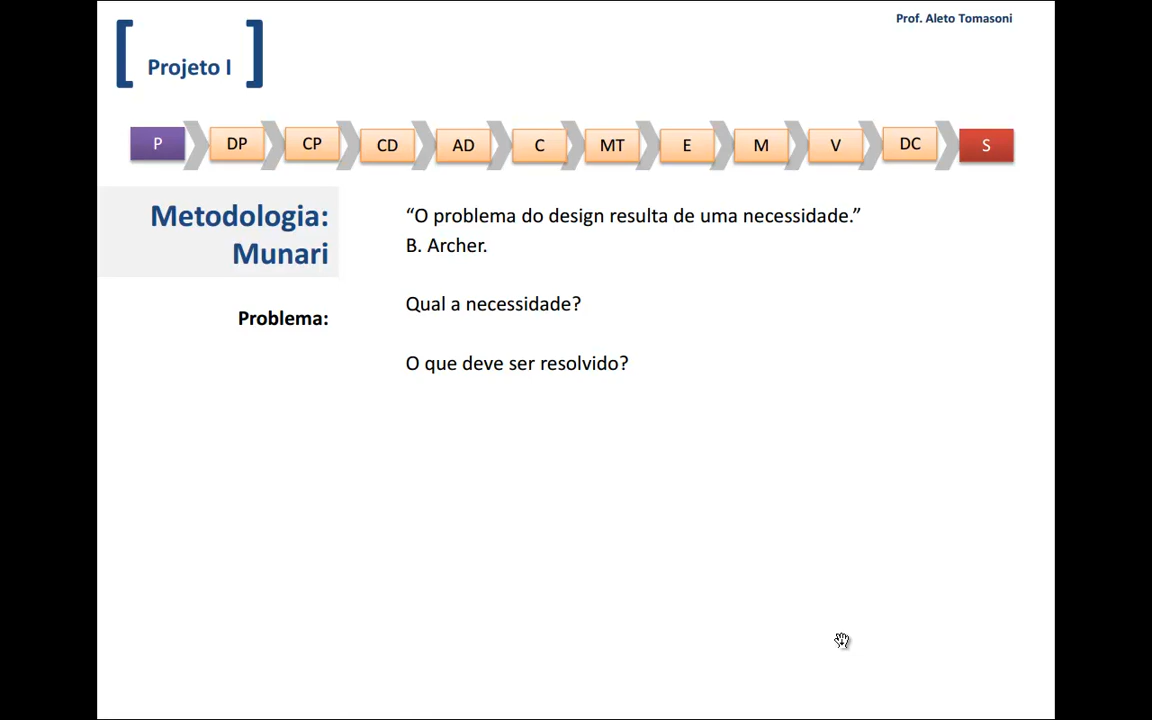 Prof. Aleto Tomasoni
Projeto I
P DP CP CD AD C MT E M V DC S
Metodologia:
Munari
Problema:
“O problema do design resulta de uma necessidade.”
B. Archer.
Qual a necessidade?
O que deve ser resolvido?